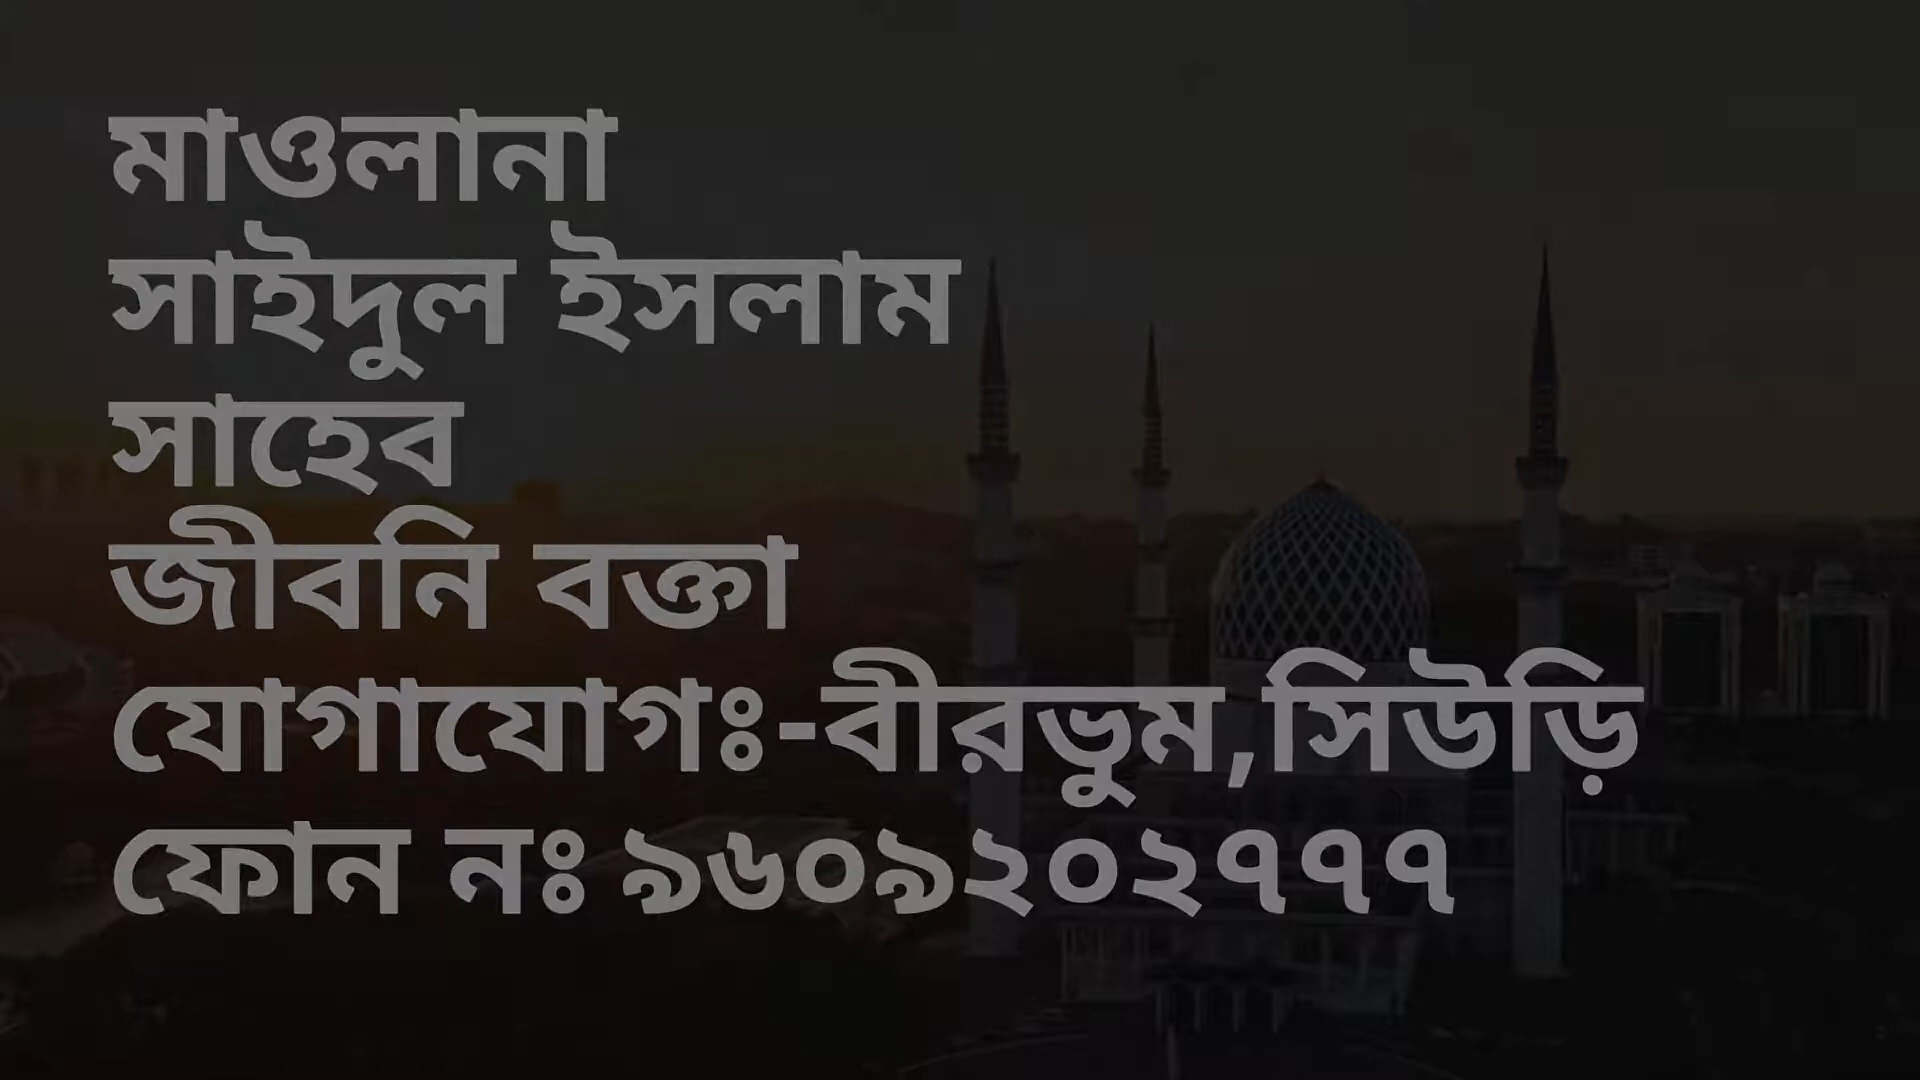 মাওলানা
সাইদুল ইসলাম
সাহেব
জীবনি বক্তা
যোগাযোগঃ-বীরভুম,সিউড়ি
ফোন নঃ ৯৬০৯২০২৭৭৭